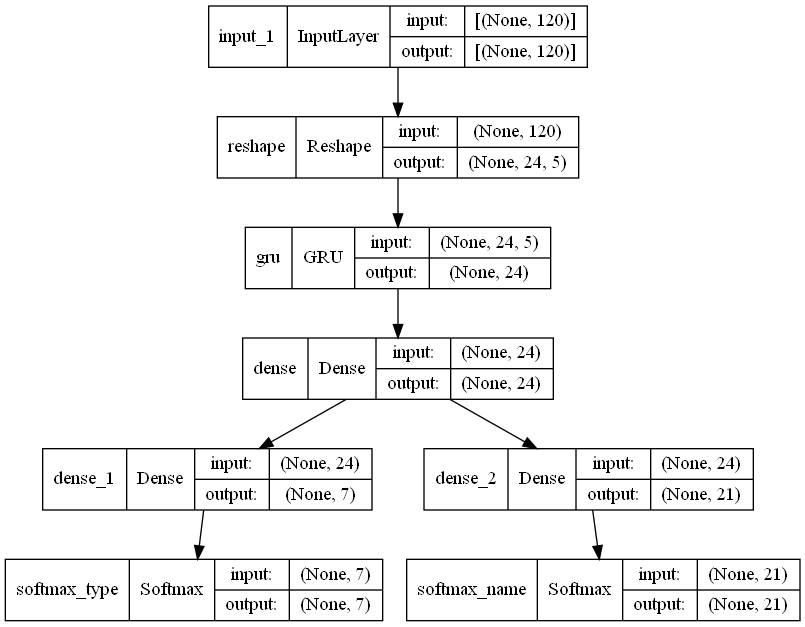 input_1 InputLayer input: [(None, 120)]
output: [(None, 120)]
reshape Reshape input: (None, 120)
output: (None, 24, 5)
gru GRU input: (None, 24, 5)
output: (None, 24)
dense Dense input: (None, 24)
output: (None, 24)
dense_1 Dense input: (None, 24)
output: (None, 7)
dense_2 Dense input: (None, 24)
output: (None, 21)
softmax_type Softmax input: (None, 7)
output: (None, 7)
softmax_name Softmax input: (None, 21)
output: (None, 21)